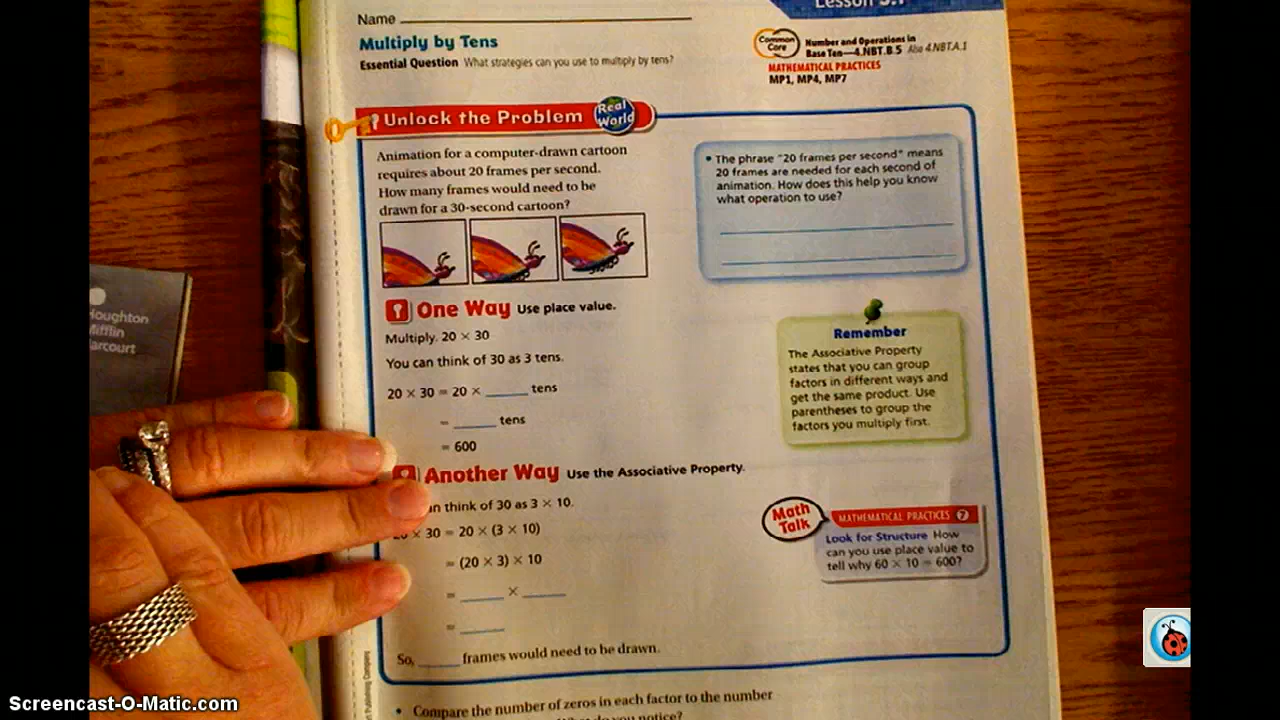 Lesson 3.1
Name
Multiply by Tens
Essential Question What strategies can you use to multiply by tens?
Common Core
Number and Operations in
Base Ten—4.NBT.B.5 Also 4.NBT.A.1
MATHEMATICAL PRACTICES
MP1, MP4, MP7
Unlock the Problem
Real World
Animation for a computer-drawn cartoon
requires about 20 frames per second.
How many frames would need to be
drawn for a 30-second cartoon?
• The phrase "20 frames per second" means
20 frames are needed for each second of
animation. How does this help you know
what operation to use?
One Way Use place value.
Multiply. 20 × 30
You can think of 30 as 3 tens.
20 × 30 = 20 × ______ tens
= ______ tens
= 600
Remember
The Associative Property
states that you can group
factors in different ways and
get the same product. Use
parentheses to group the
factors you multiply first.
Another Way Use the Associative Property.
think of 30 as 3 × 10.
× 30 = 20 × (3 × 10)
= (20 × 3) × 10
= ______ × ______
= ______
So, ______ frames would need to be drawn.
Math Talk
MATHEMATICAL PRACTICES 7
Look for Structure How
can you use place value to
tell why 60 × 10 = 600?
• Compare the number of zeros in each factor to the number
What do you notice?
Houghton
Mifflin
Harcourt
Publishing Company
Screencast-O-Matic.com